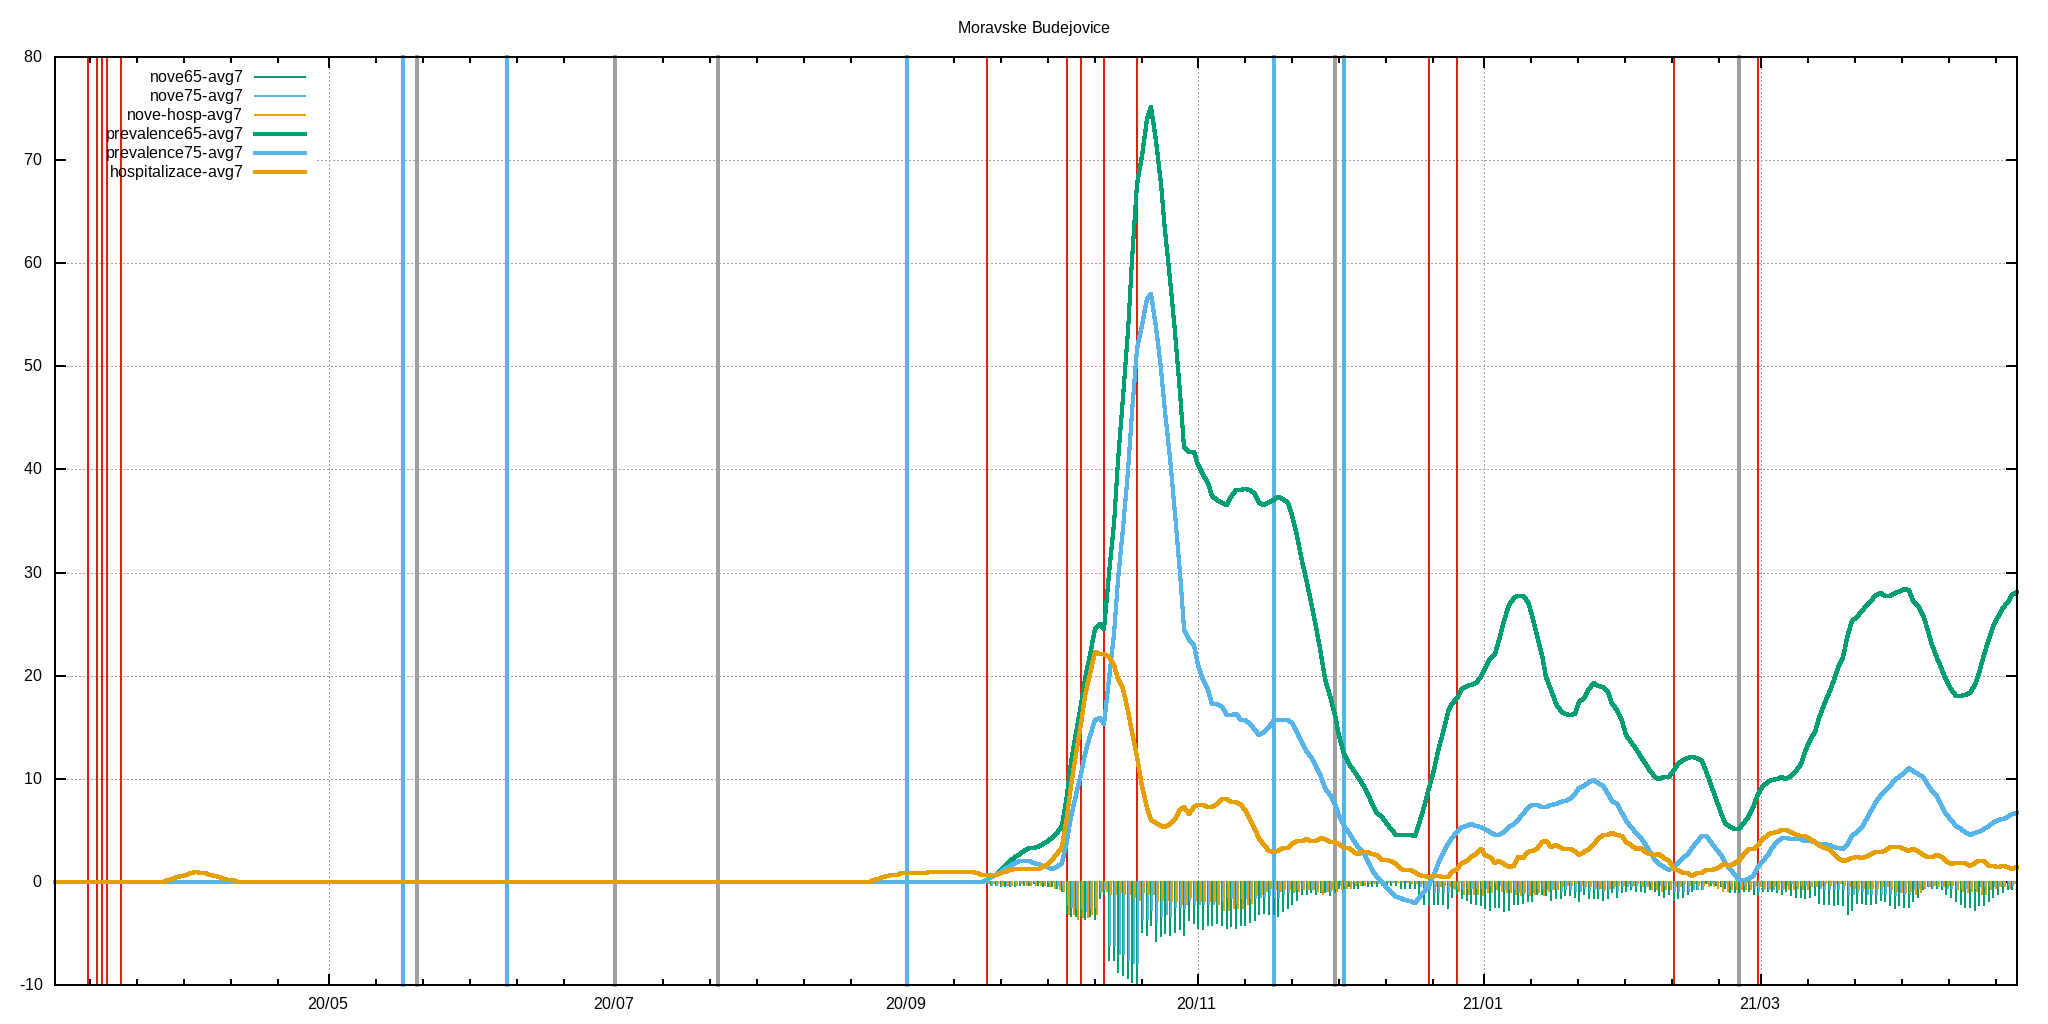 Moravske Budejovice
80
70
60
50
40
30
20
10
0
-10
nove65-avg7
nove75-avg7
nove-hosp-avg7
prevalence65-avg7
prevalence75-avg7
hospitalizace-avg7
20/05 20/07 20/09 20/11 21/01 21/03